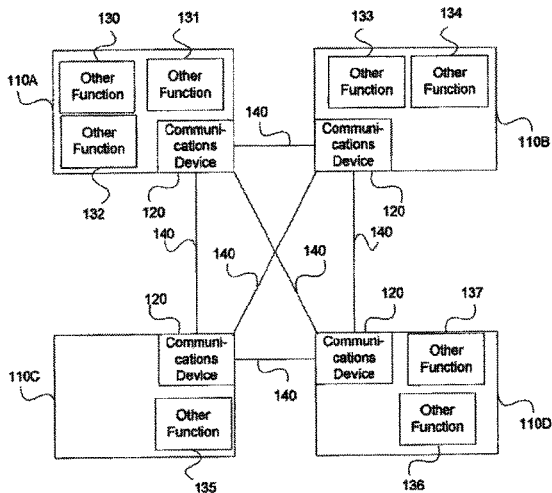 130
131
133
134
110A
Other
Function
Other
Function
Other
Function
Other
Function
Other
Function
Communi-
cations
Device
140
Communi-
cations
Device
110B
132
120
120
140
140
140
140
120
120
137
Communi-
cations
Device
Communi-
cations
Device
Other
Function
110C
140
Other
Function
Other
Function
110D
135
136